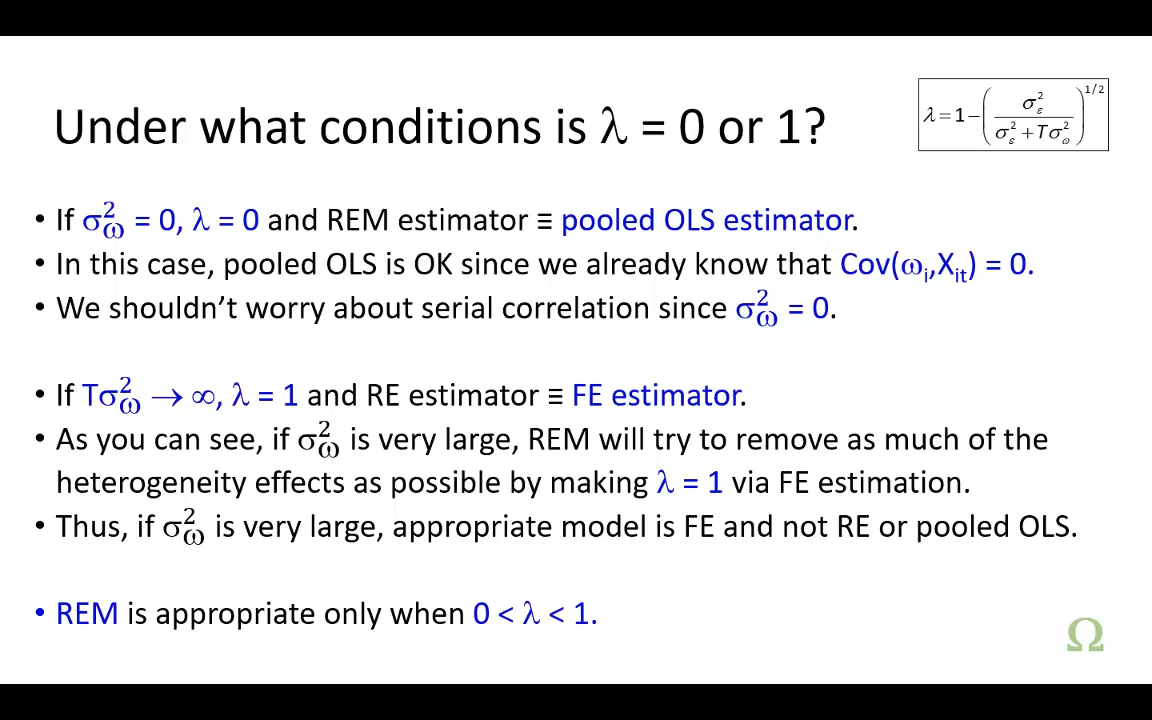 Under what conditions is λ = 0 or 1?
λ = 1 − (σ²ε / (σ²ε + Tσ²ω))^1/2
• If σ²ω = 0, λ = 0 and REM estimator ≡ pooled OLS estimator.
• In this case, pooled OLS is OK since we already know that Cov(ωi,Xit) = 0.
• We shouldn’t worry about serial correlation since σ²ω = 0.
• If Tσ²ω → ∞, λ = 1 and RE estimator ≡ FE estimator.
• As you can see, if σ²ω is very large, REM will try to remove as much of the
heterogeneity effects as possible by making λ = 1 via FE estimation.
• Thus, if σ²ω is very large, appropriate model is FE and not RE or pooled OLS.
• REM is appropriate only when 0 < λ < 1.
Ω